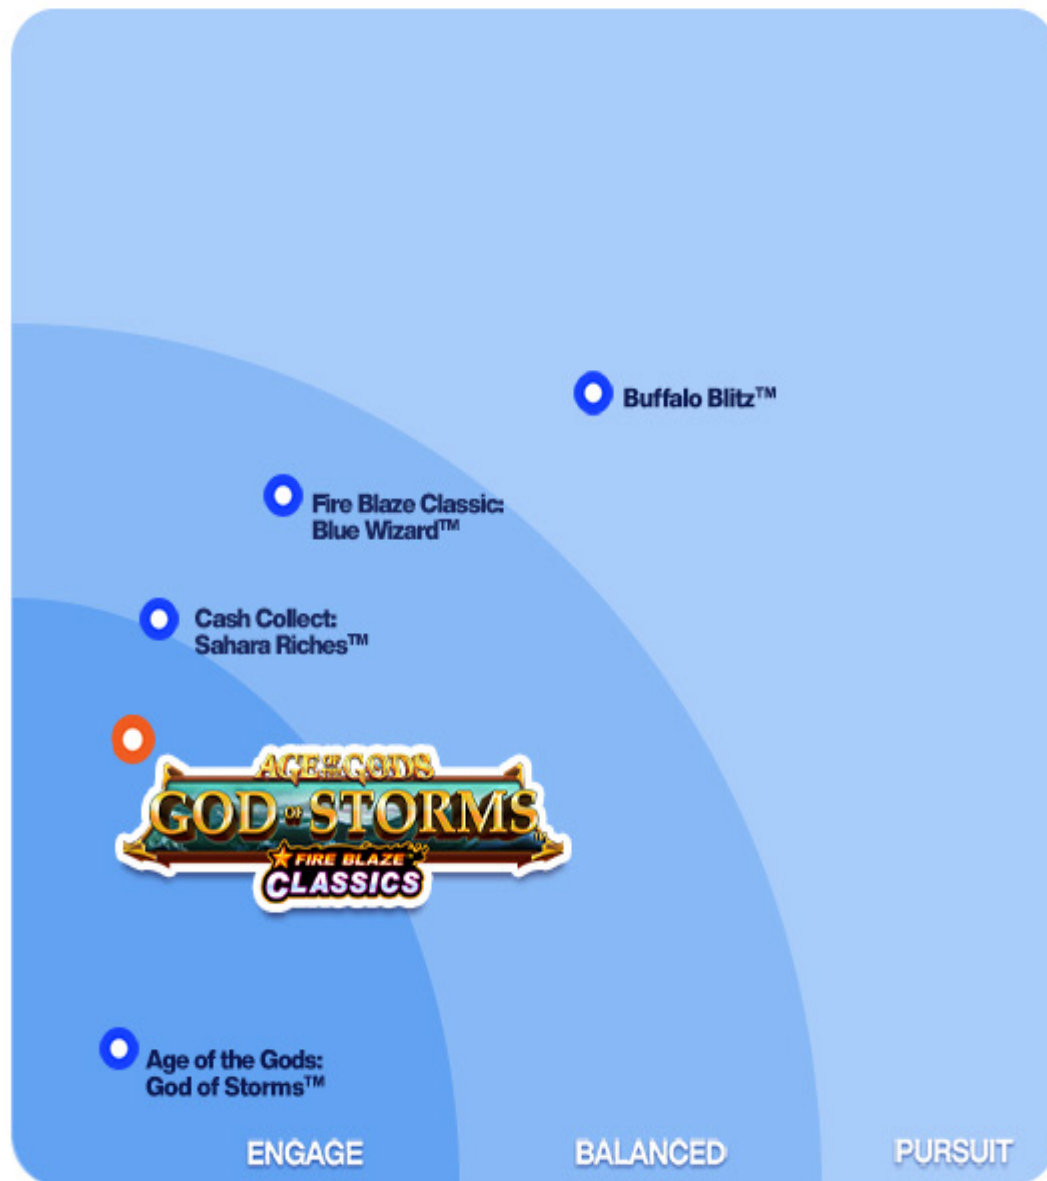 Buffalo Blitz™
Fire Blaze Classic:
Blue Wizard™
Cash Collect:
Sahara Riches™
AGE OF THE GODS
GOD OF STORMS™
FIRE BLAZE
CLASSICS
Age of the Gods:
God of Storms™
ENGAGE BALANCED PURSUIT